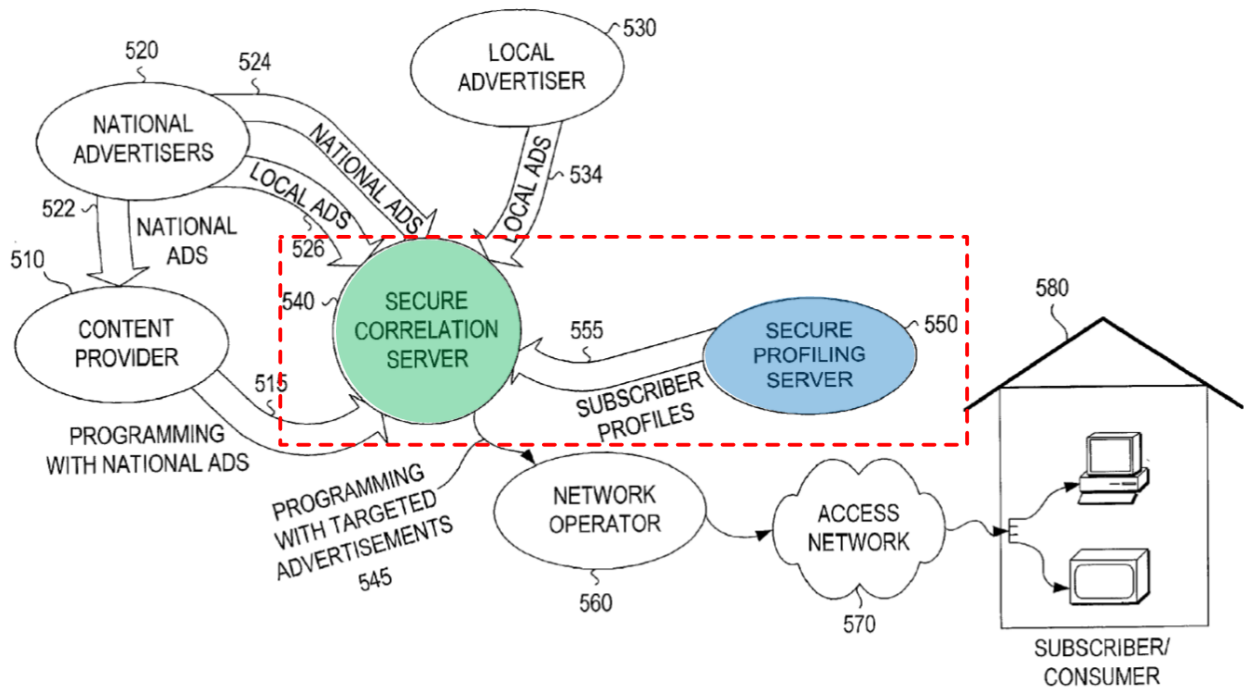 520
NATIONAL
ADVERTISERS
524
NATIONAL ADS
LOCAL ADS
526
530
LOCAL
ADVERTISER
LOCAL ADS
534
522
NATIONAL
ADS
510
CONTENT
PROVIDER
515
PROGRAMMING
WITH NATIONAL ADS
540
SECURE
CORRELATION
SERVER
555
SUBSCRIBER
PROFILES
SECURE
PROFILING
SERVER
550
PROGRAMMING
WITH TARGETED
ADVERTISEMENTS
545
NETWORK
OPERATOR
560
ACCESS
NETWORK
570
580
SUBSCRIBER/
CONSUMER